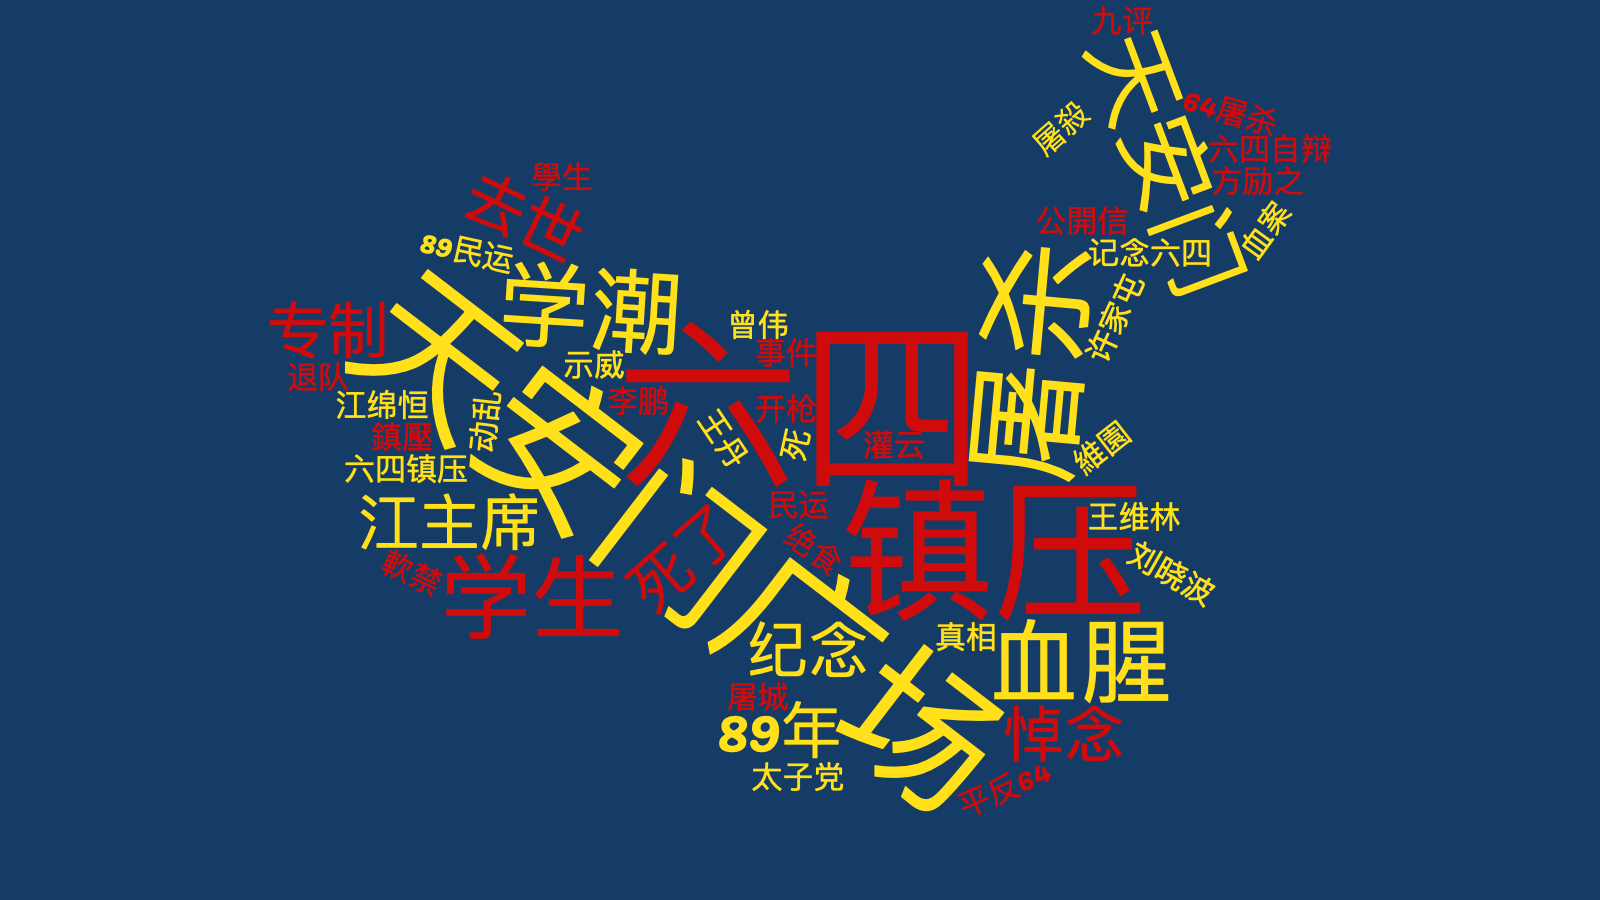 九评
天安门
屠殺
64屠杀
六四自辩
方励之
學生
去世
公開信
血案
89民运
记念六四
屠杀
学潮
许家屯
专制
曾伟
六四
事件
示威
退队
李鹏
开枪
江绵恒
动乱
天安门广场
王丹
死
灌云
鎮壓
維園
六四镇压
民运
镇压
江主席
王维林
死了
绝食
刘晓波
軟禁
学生
纪念
真相
血腥
屠城
89年
悼念
太子党
平反64